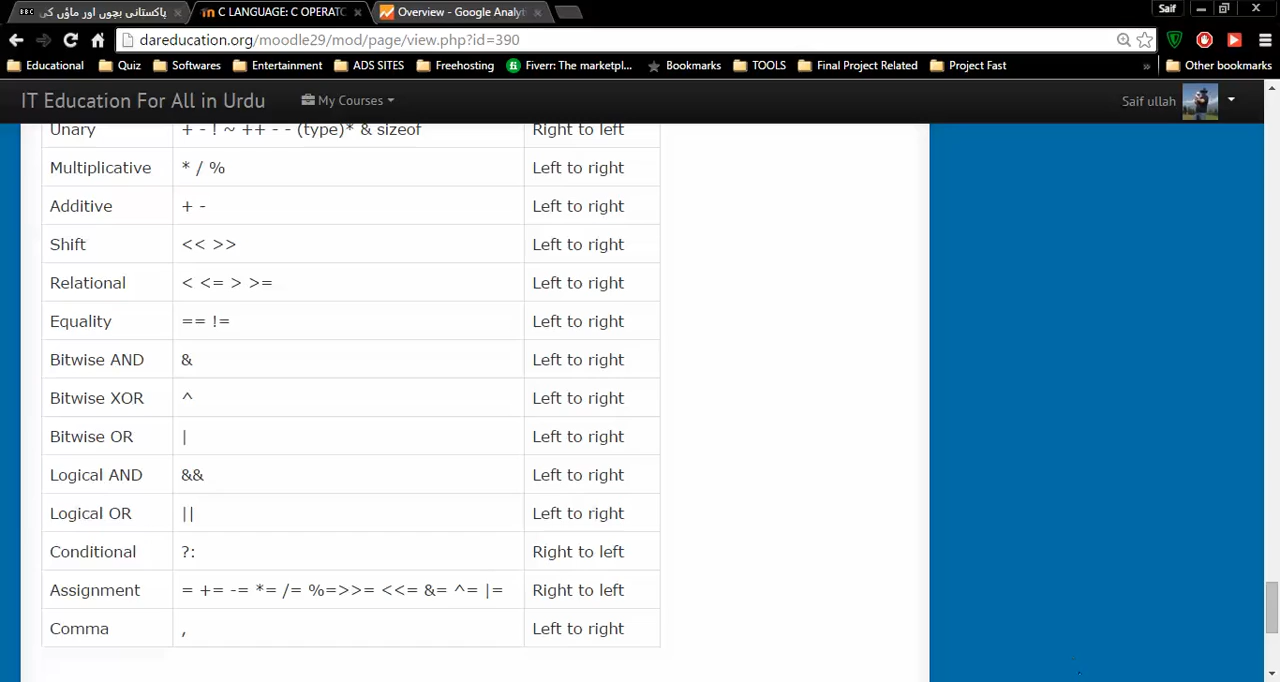 BBC پاکستانی بچوں اور ماؤں کی
C LANGUAGE: C OPERATO
Overview - Google Analyt
Saif
dareducation.org/moodle29/mod/page/view.php?id=390
Educational Quiz Softwares Entertainment ADS SITES Freehosting Fiverr: The marketpl... Bookmarks TOOLS Final Project Related Project Fast » Other bookmarks
IT Education For All in Urdu My Courses Saif ullah
Unary + - ! ~ ++ - - (type)* & sizeof Right to left
Multiplicative * / % Left to right
Additive + - Left to right
Shift << >> Left to right
Relational < <= > >= Left to right
Equality == != Left to right
Bitwise AND & Left to right
Bitwise XOR ^ Left to right
Bitwise OR | Left to right
Logical AND && Left to right
Logical OR || Left to right
Conditional ?: Right to left
Assignment = += -= *= /= %=>>= <<= &= ^= |= Right to left
Comma , Left to right